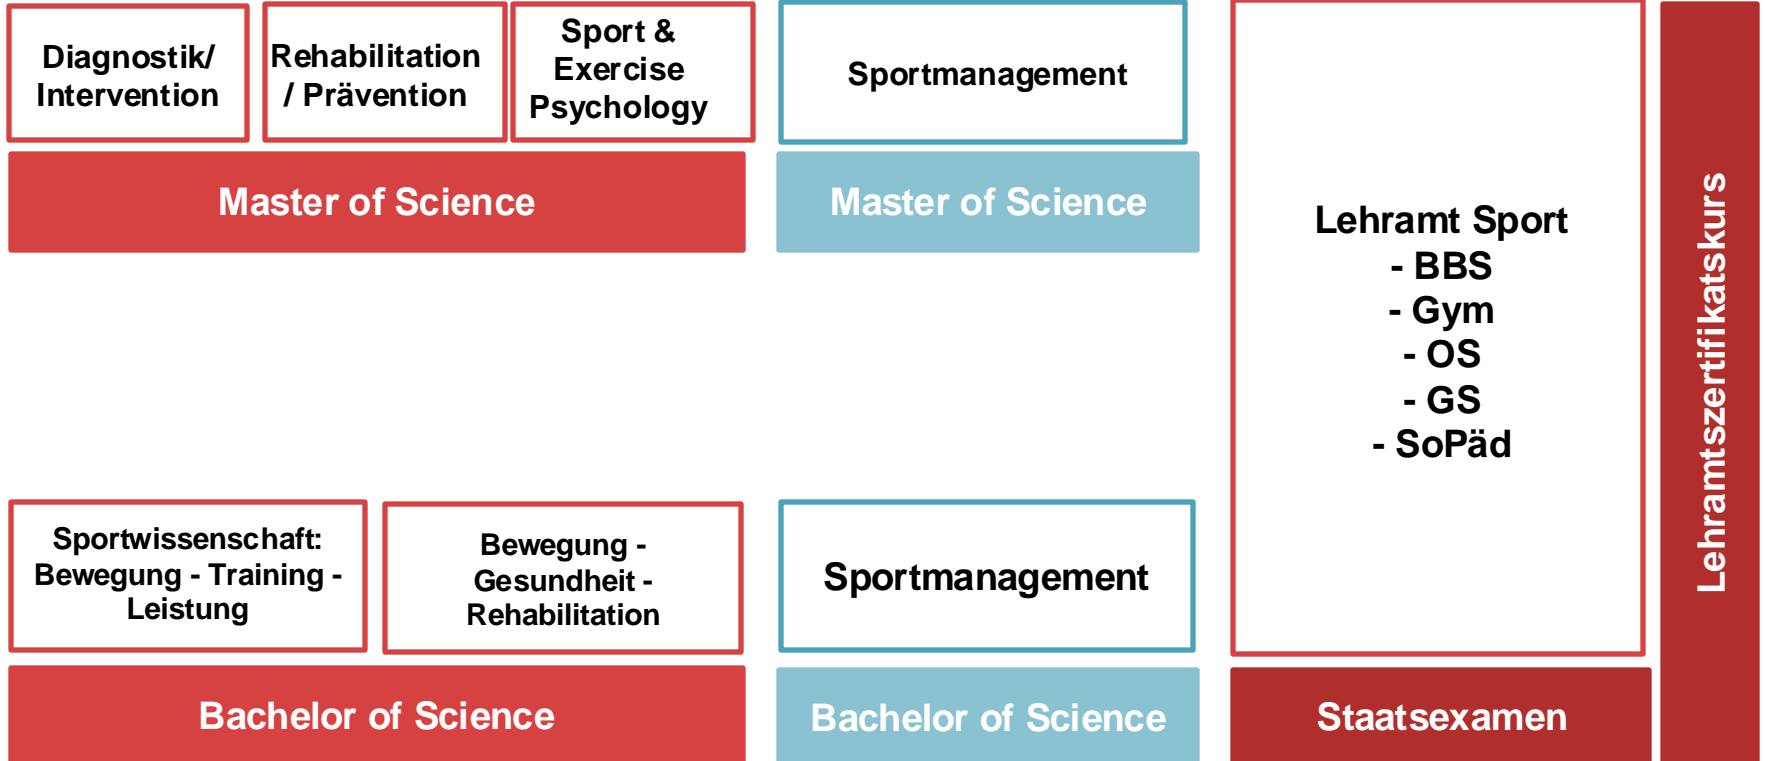 Diagnostik/
Intervention
Rehabilitation
/ Prävention
Sport &
Exercise
Psychology
Sportmanagement
Master of Science
Master of Science
Lehramt Sport
- BBS
- Gym
- OS
- GS
- SoPäd
Lehramtszertifikatskurs
Sportwissenschaft:
Bewegung - Training -
Leistung
Bewegung -
Gesundheit -
Rehabilitation
Sportmanagement
Bachelor of Science
Bachelor of Science
Staatsexamen